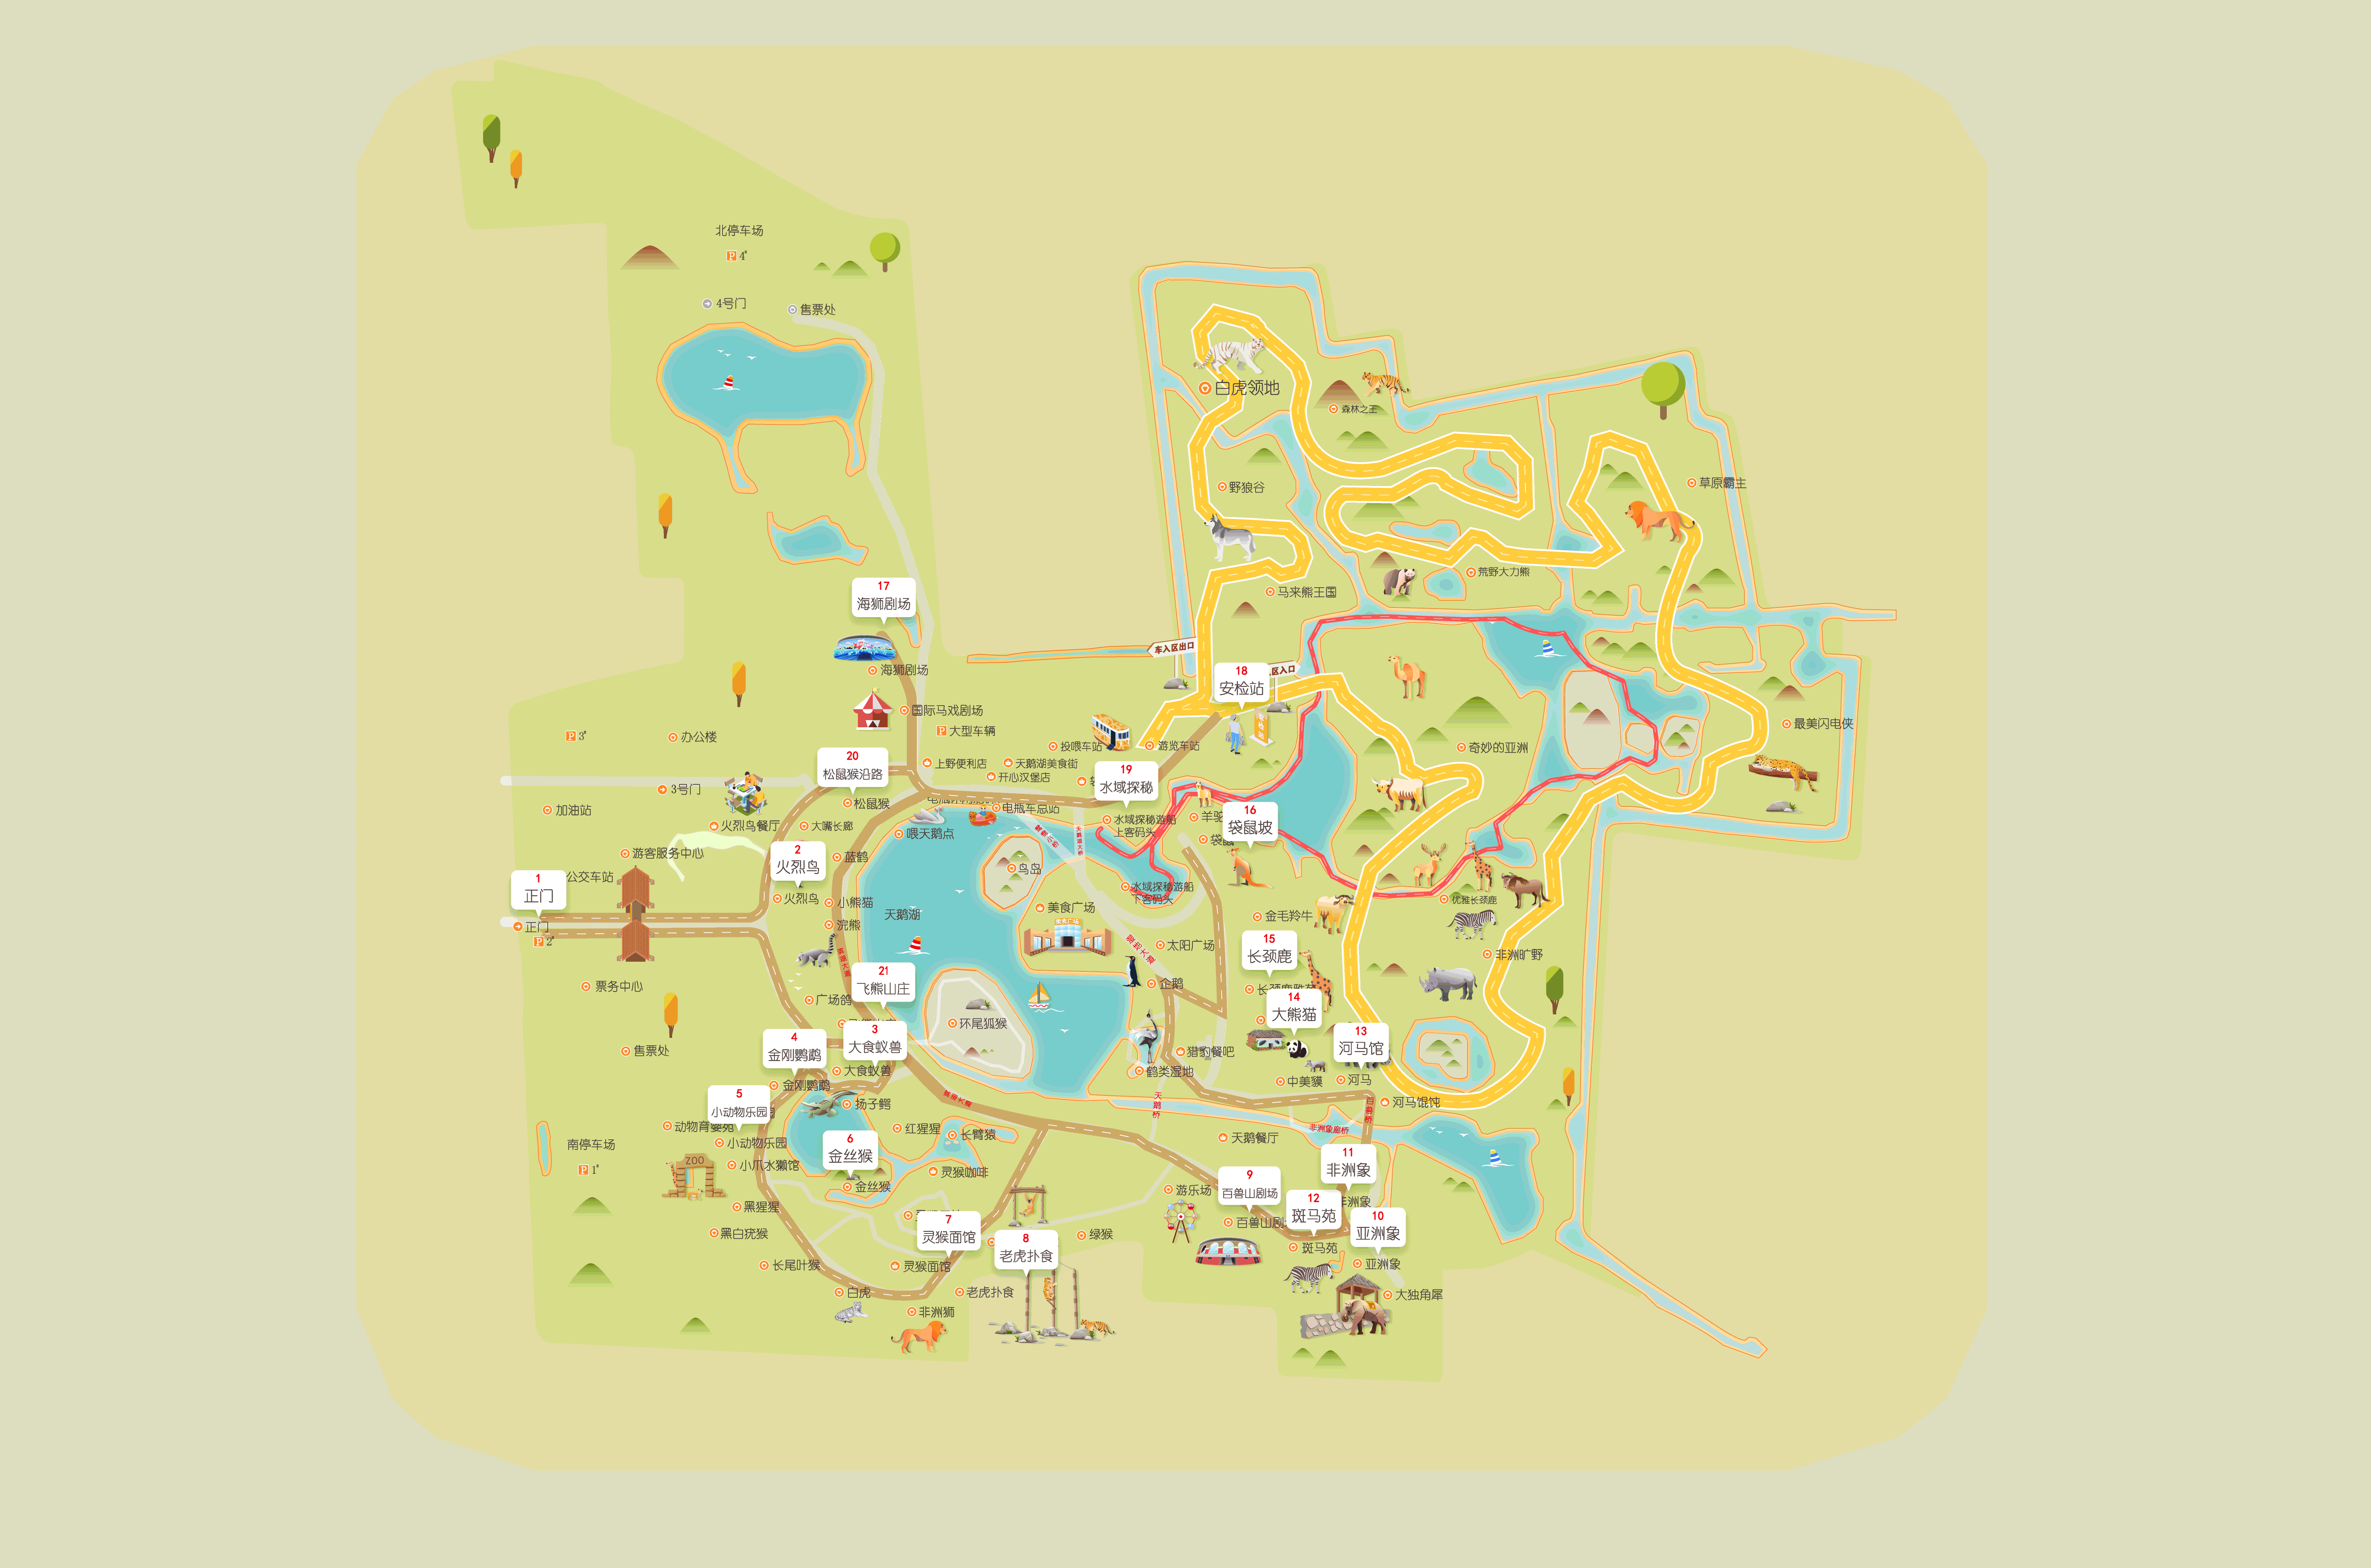 北停车场
P 4#
4号门
售票处
白虎领地
森林之王
野狼谷
草原霸主
荒野大力熊
马来熊王国
17
海狮剧场
海狮剧场
车入区出口
区入口
18
安检站
国际马戏剧场
P 大型车辆
最美闪电侠
P 3#
办公楼
投喂车站
游览车站
奇妙的亚洲
20
松鼠猴沿路
上野便利店
天鹅湖美食街
开心汉堡店
19
水域探秘
3号门
松鼠猴
电瓶车总站
加油站
火烈鸟餐厅
大嘴长廊
喂天鹅点
水域探秘游船
上客码头
羊驼
16
袋鼠坡
袋鼠
游客服务中心
2
火烈鸟
蓝鹤
鸟岛
1
正门
公交车站
火烈鸟
小熊猫
天鹅湖
美食广场
水域探秘游船
下客码头
优雅长颈鹿
正门
P 2#
浣熊
金毛羚牛
太阳广场
15
长颈鹿
非洲旷野
21
飞熊山庄
票务中心
广场鸽
企鹅
14
大熊猫
环尾狐猴
3
大食蚁兽
4
金刚鹦鹉
13
河马馆
售票处
猎豹餐吧
大食蚁兽
鹤类湿地
金刚鹦鹉
中美貘
河马
5
小动物乐园
扬子鳄
天鹅桥
河马馄饨
动物育婴苑
红猩猩
长臂猿
非洲象廊桥
南停车场
P 1#
小动物乐园
6
金丝猴
天鹅餐厅
ZOO
小爪水獭馆
灵猴咖啡
11
非洲象
金丝猴
游乐场
9
百兽山剧场
非洲象
黑猩猩
12
斑马苑
7
灵猴面馆
百兽山剧
10
亚洲象
黑白疣猴
8
老虎扑食
绿猴
斑马苑
长尾叶猴
灵猴面馆
亚洲象
白虎
老虎扑食
大独角犀
非洲狮